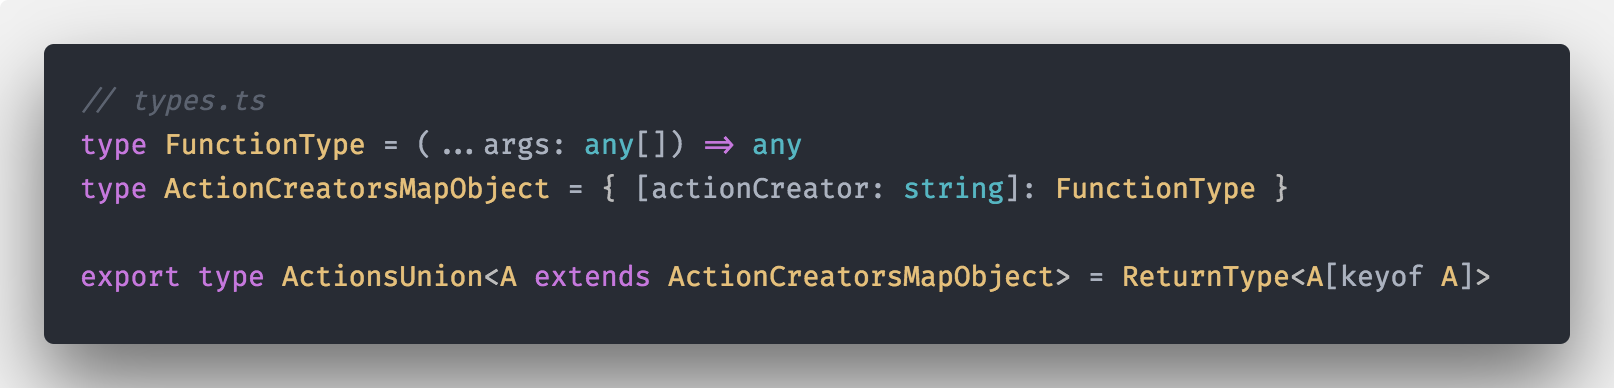 // types.ts
type FunctionType = (...args: any[]) => any
type ActionCreatorsMapObject = { [actionCreator: string]: FunctionType }
export type ActionsUnion<A extends ActionCreatorsMapObject> = ReturnType<A[keyof A]>